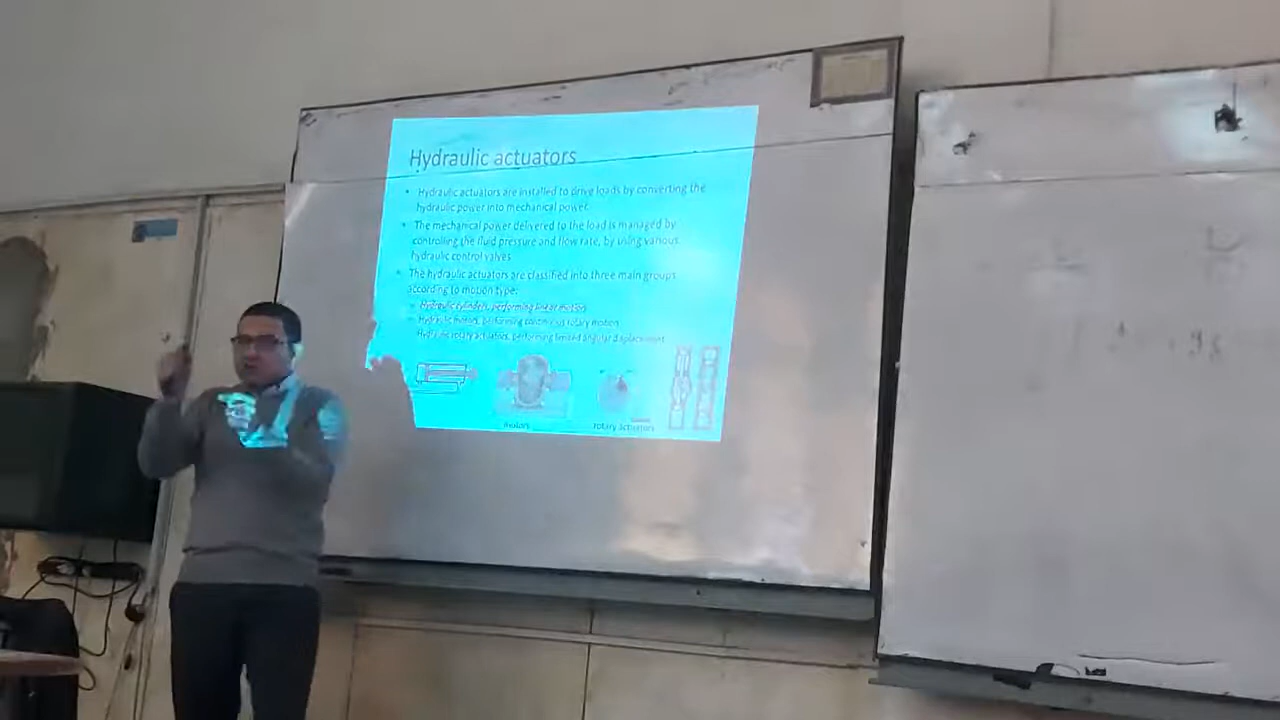 Hydraulic actuators
• Hydraulic actuators are installed to drive loads by converting the
hydraulic power into mechanical power.
• The mechanical power delivered to the load is managed by
controlling the fluid pressure and flow rate, by using various
hydraulic control valves.
• The hydraulic actuators are classified into three main groups
according to motion type:
– Hydraulic cylinders, performing linear motion
– Hydraulic motors, performing continuous rotary motion
Hydraulic rotary actuators, performing limited angular displacement
motors
rotary actuators